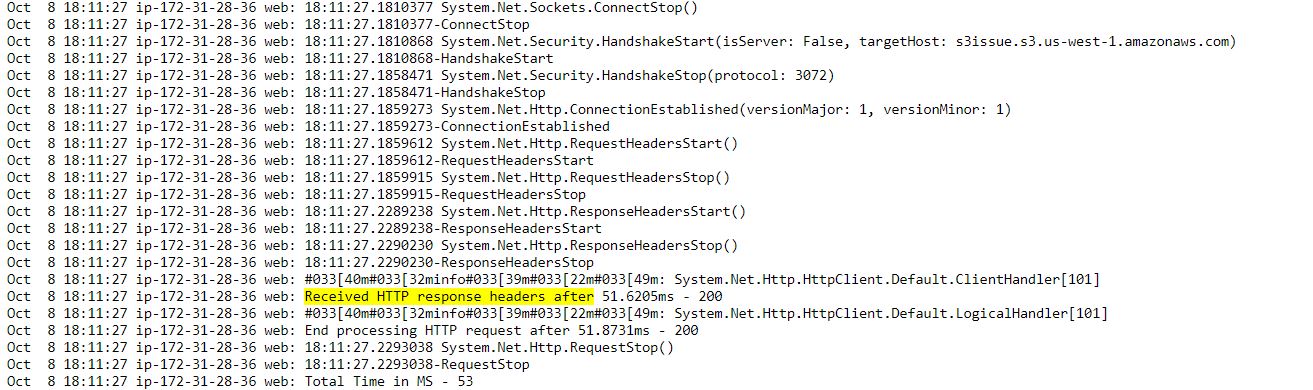 Oct  8 18:11:27 ip-172-31-28-36 web: 18:11:27.1810377 System.Net.Sockets.ConnectStop()
Oct  8 18:11:27 ip-172-31-28-36 web: 18:11:27.1810377-ConnectStop
Oct  8 18:11:27 ip-172-31-28-36 web: 18:11:27.1810868 System.Net.Security.HandshakeStart(isServer: False, targetHost: s3issue.s3.us-west-1.amazonaws.com)
Oct  8 18:11:27 ip-172-31-28-36 web: 18:11:27.1810868-HandshakeStart
Oct  8 18:11:27 ip-172-31-28-36 web: 18:11:27.1858471 System.Net.Security.HandshakeStop(protocol: 3072)
Oct  8 18:11:27 ip-172-31-28-36 web: 18:11:27.1858471-HandshakeStop
Oct  8 18:11:27 ip-172-31-28-36 web: 18:11:27.1859273 System.Net.Http.ConnectionEstablished(versionMajor: 1, versionMinor: 1)
Oct  8 18:11:27 ip-172-31-28-36 web: 18:11:27.1859273-ConnectionEstablished
Oct  8 18:11:27 ip-172-31-28-36 web: 18:11:27.1859612 System.Net.Http.RequestHeadersStart()
Oct  8 18:11:27 ip-172-31-28-36 web: 18:11:27.1859612-RequestHeadersStart
Oct  8 18:11:27 ip-172-31-28-36 web: 18:11:27.1859915 System.Net.Http.RequestHeadersStop()
Oct  8 18:11:27 ip-172-31-28-36 web: 18:11:27.1859915-RequestHeadersStop
Oct  8 18:11:27 ip-172-31-28-36 web: 18:11:27.2289238 System.Net.Http.ResponseHeadersStart()
Oct  8 18:11:27 ip-172-31-28-36 web: 18:11:27.2289238-ResponseHeadersStart
Oct  8 18:11:27 ip-172-31-28-36 web: 18:11:27.2290230 System.Net.Http.ResponseHeadersStop()
Oct  8 18:11:27 ip-172-31-28-36 web: 18:11:27.2290230-ResponseHeadersStop
Oct  8 18:11:27 ip-172-31-28-36 web: #033[40m#033[32minfo#033[39m#033[22m#033[49m: System.Net.Http.HttpClient.Default.ClientHandler[101]
Oct  8 18:11:27 ip-172-31-28-36 web: Received HTTP response headers after 51.6205ms - 200
Oct  8 18:11:27 ip-172-31-28-36 web: #033[40m#033[32minfo#033[39m#033[22m#033[49m: System.Net.Http.HttpClient.Default.LogicalHandler[101]
Oct  8 18:11:27 ip-172-31-28-36 web: End processing HTTP request after 51.8731ms - 200
Oct  8 18:11:27 ip-172-31-28-36 web: 18:11:27.2293038 System.Net.Http.RequestStop()
Oct  8 18:11:27 ip-172-31-28-36 web: 18:11:27.2293038-RequestStop
Oct  8 18:11:27 ip-172-31-28-36 web: Total Time in MS - 53